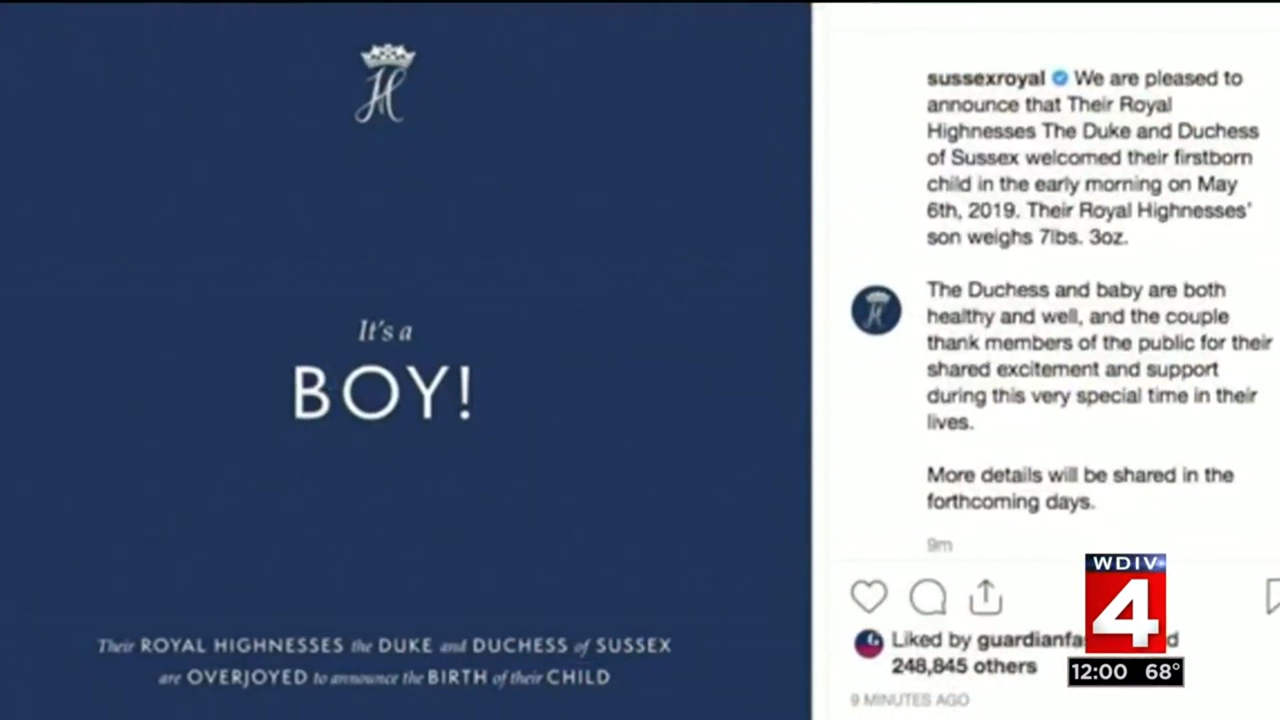 It's a
BOY!
Their ROYAL HIGHNESSES the DUKE and DUCHESS of SUSSEX
are OVERJOYED to announce the BIRTH of their CHILD
sussexroyal We are pleased to
announce that Their Royal
Highnesses The Duke and Duchess
of Sussex welcomed their firstborn
child in the early morning on May
6th, 2019. Their Royal Highnesses'
son weighs 7lbs. 3oz.
The Duchess and baby are both
healthy and well, and the couple
thank members of the public for their
shared excitement and support
during this very special time in their
lives.
More details will be shared in the
forthcoming days.
9m
Liked by
248,845 others
9 MINUTES AGO
WDIV
4
12:00 68°